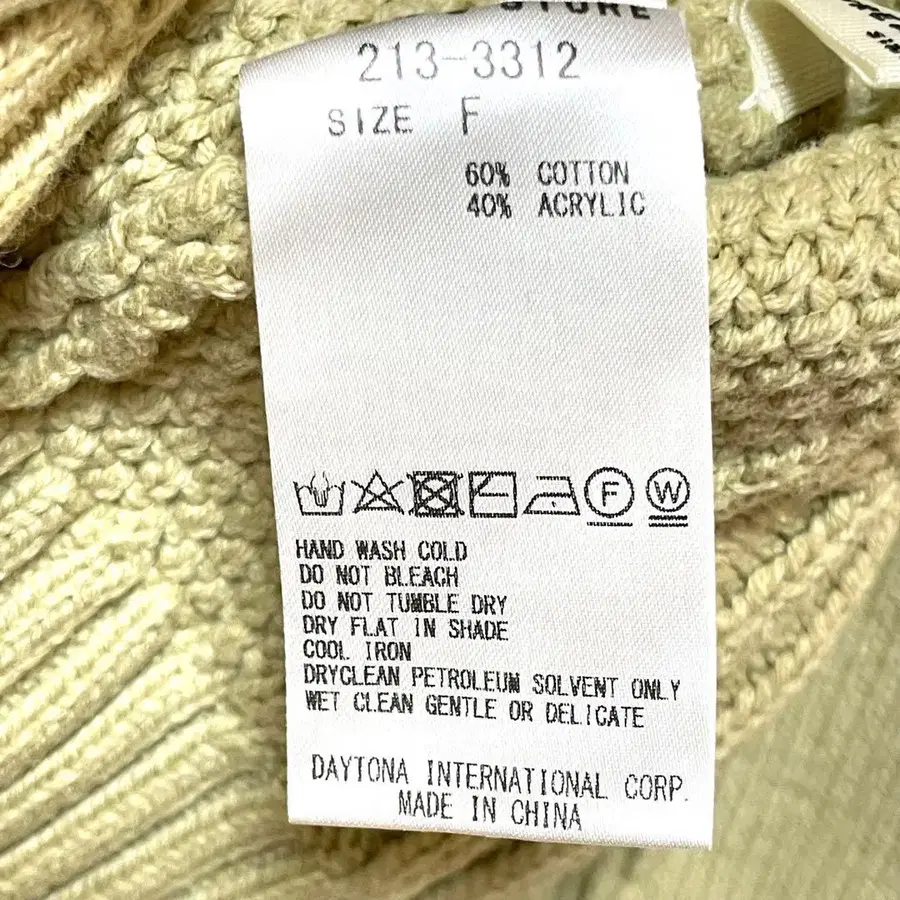 STORE
213-3312
SIZE F
60% COTTON
40% ACRYLIC
F W
HAND WASH COLD
DO NOT BLEACH
DO NOT TUMBLE DRY
DRY FLAT IN SHADE
COOL IRON
DRYCLEAN PETROLEUM SOLVENT ONLY
WET CLEAN GENTLE OR DELICATE
DAYTONA INTERNATIONAL CORP.
MADE IN CHINA